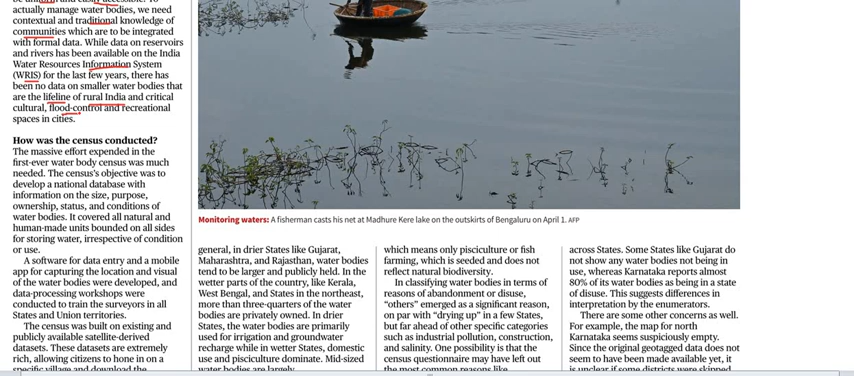 actually manage water bodies, we need
contextual and traditional knowledge of
communities which are to be integrated
with formal data. While data on reservoirs
and rivers has been available on the India
Water Resources Information System
(WRIS) for the last few years, there has
been no data on smaller water bodies that
are the lifeline of rural India and critical
cultural, flood-control and recreational
spaces in cities.
How was the census conducted?
The massive effort expended in the
first-ever water body census was much
needed. The census's objective was to
develop a national database with
information on the size, purpose,
ownership, status, and conditions of
water bodies. It covered all natural and
human-made units bounded on all sides
for storing water, irrespective of condition
or use.
A software for data entry and a mobile
app for capturing the location and visual
of the water bodies were developed, and
data-processing workshops were
conducted to train the surveyors in all
States and Union territories.
The census was built on existing and
publicly available satellite-derived
datasets. These datasets are extremely
rich, allowing citizens to hone in on a
specific village and download the
Monitoring waters: A fisherman casts his net at Madhure Kere lake on the outskirts of Bengaluru on April 1. AFP
general, in drier States like Gujarat,
Maharashtra, and Rajasthan, water bodies
tend to be larger and publicly held. In the
wetter parts of the country, like Kerala,
West Bengal, and States in the northeast,
more than three-quarters of the water
bodies are privately owned. In drier
States, the water bodies are primarily
used for irrigation and groundwater
recharge while in wetter States, domestic
use and pisciculture dominate. Mid-sized
water bodies are largely
which means only pisciculture or fish
farming, which is seeded and does not
reflect natural biodiversity.
In classifying water bodies in terms of
reasons of abandonment or disuse,
"others" emerged as a significant reason,
on par with "drying up" in a few States,
but far ahead of other specific categories
such as industrial pollution, construction,
and salinity. One possibility is that the
census questionnaire may have left out
the most common reasons like
across States. Some States like Gujarat do
not show any water bodies not being in
use, whereas Karnataka reports almost
80% of its water bodies as being in a state
of disuse. This suggests differences in
interpretation by the enumerators.
There are some other concerns as well.
For example, the map for north
Karnataka seems suspiciously empty.
Since the original geotagged data does not
seem to have been made available yet, it
is unclear if some districts were skipped